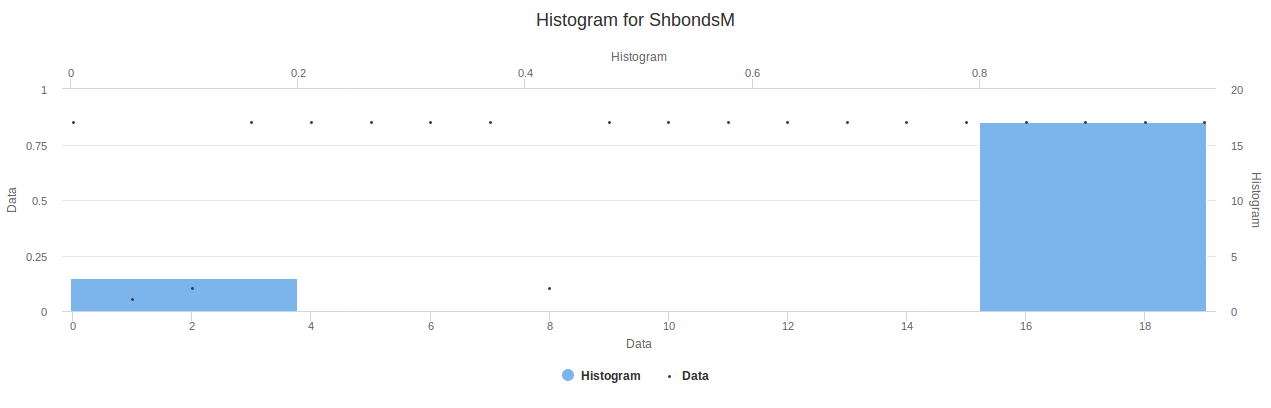 Histogram for ShbondsM
Histogram
0 0.2 0.4 0.6 0.8
1 20
0.75 15
0.5 10
0.25 5
0 0
Data
Histogram
0 2 4 6 8 10 12 14 16 18
Data
Histogram Data